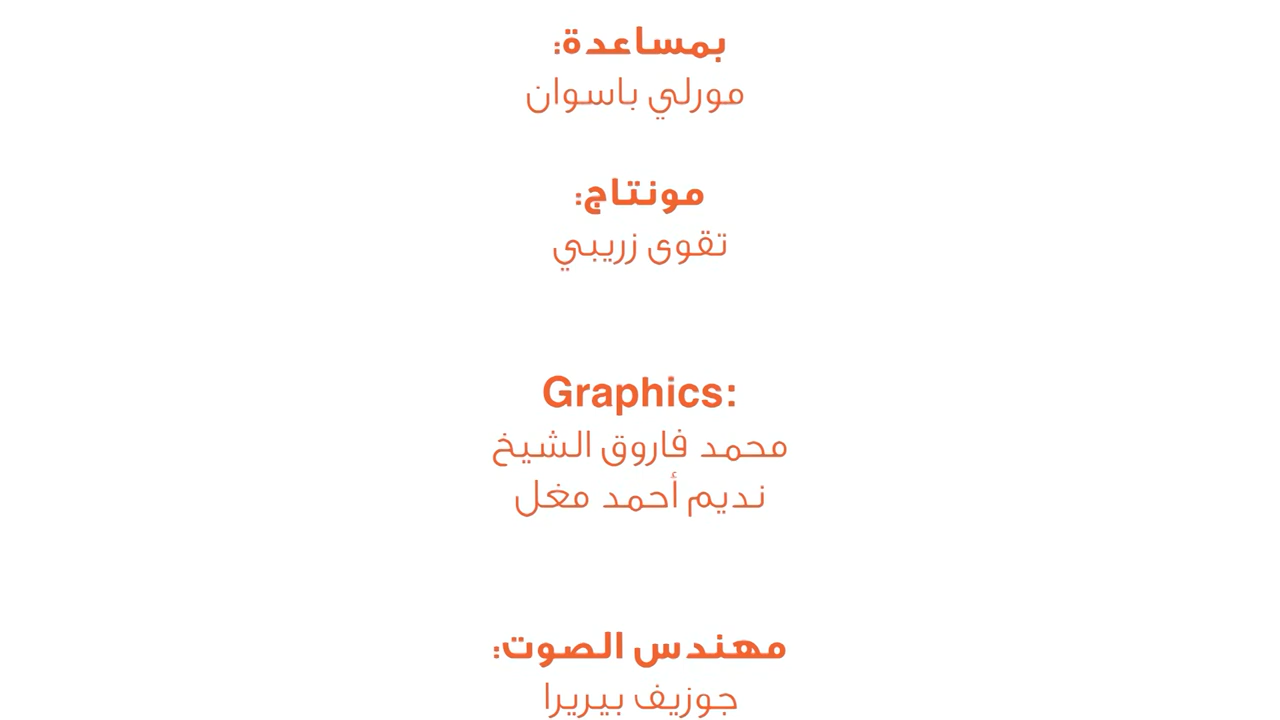 بمساعدة:
مورلي باسوان
مونتاج:
تقوى زريبي
Graphics:
محمد فاروق الشيخ
نديم أحمد مغل
مهندس الصوت:
جوزيف بيريرا